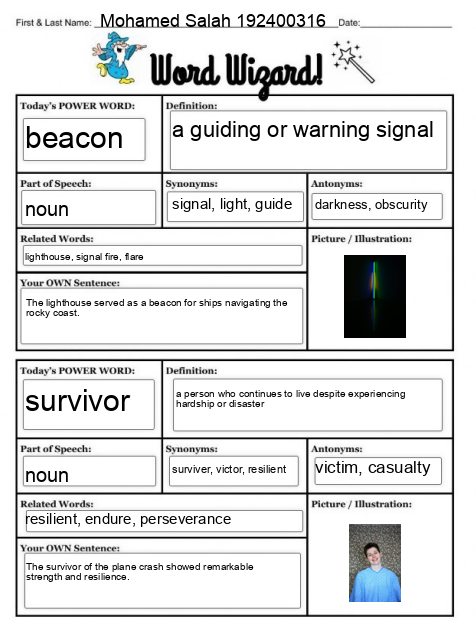 First & Last Name: Mohamed Salah 192400316 Date:
Word Wizard!
Today's POWER WORD: Definition:
beacon a guiding or warning signal
Part of Speech: Synonyms: Antonyms:
noun signal, light, guide darkness, obscurity
Related Words: Picture / Illustration:
lighthouse, signal fire, flare
Your OWN Sentence:
The lighthouse served as a beacon for ships navigating the
rocky coast.
Today's POWER WORD: Definition:
survivor a person who continues to live despite experiencing
hardship or disaster
Part of Speech: Synonyms: Antonyms:
noun surviver, victor, resilient victim, casualty
Related Words: Picture / Illustration:
resilient, endure, perseverance
Your OWN Sentence:
The survivor of the plane crash showed remarkable
strength and resilience.